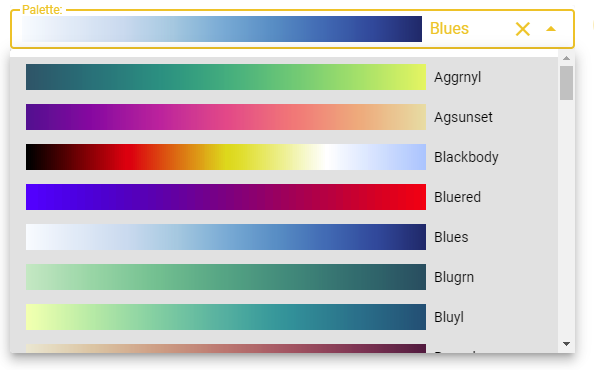 Palette:
Blues
Aggrnyl
Agsunset
Blackbody
Bluered
Blues
Blugrn
Bluyl